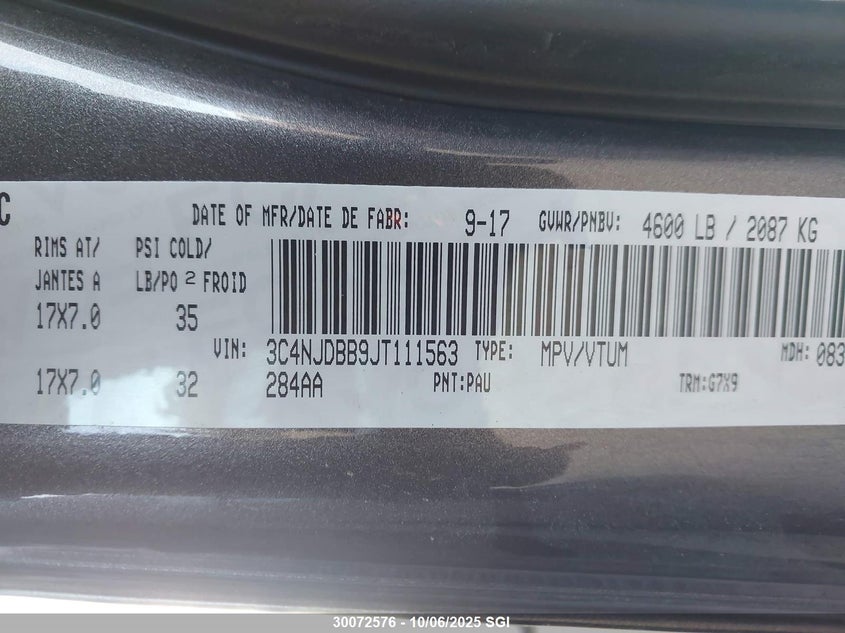 C
DATE OF MFR/DATE DE FABR: 9-17 GVWR/PNBV: 4600 LB / 2087 KG
RIMS AT/ PSI COLD/
JANTES A LB/PO 2 FROID
17X7.0 35
VIN: 3C4NJDBB9JT111563 TYPE: MPV/VTUM MDH: 083
17X7.0 32 284AA PNT:PAU TRM:G7X9
30072576 - 10/06/2025 SGI